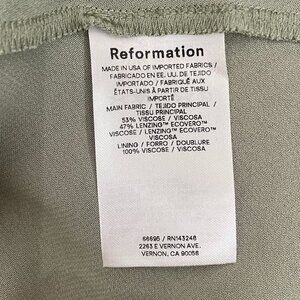 Reformation
MADE IN USA OF IMPORTED FABRICS /
FABRICADO EN EE. UU. DE TEJIDO
IMPORTADO / FABRIQUÉ AUX
ÉTATS-UNIS À PARTIR DE TISSU
IMPORTÉ
MAIN FABRIC / TEJIDO PRINCIPAL /
TISSU PRINCIPAL
53% VISCOSE / VISCOSA
47% LENZING™ ECOVERO™
VISCOSE / LENZING™ ECOVERO™
VISCOSA
LINING / FORRO / DOUBLURE
100% VISCOSE / VISCOSA
66695 / RN143246
2263 E VERNON AVE.
VERNON, CA 90058